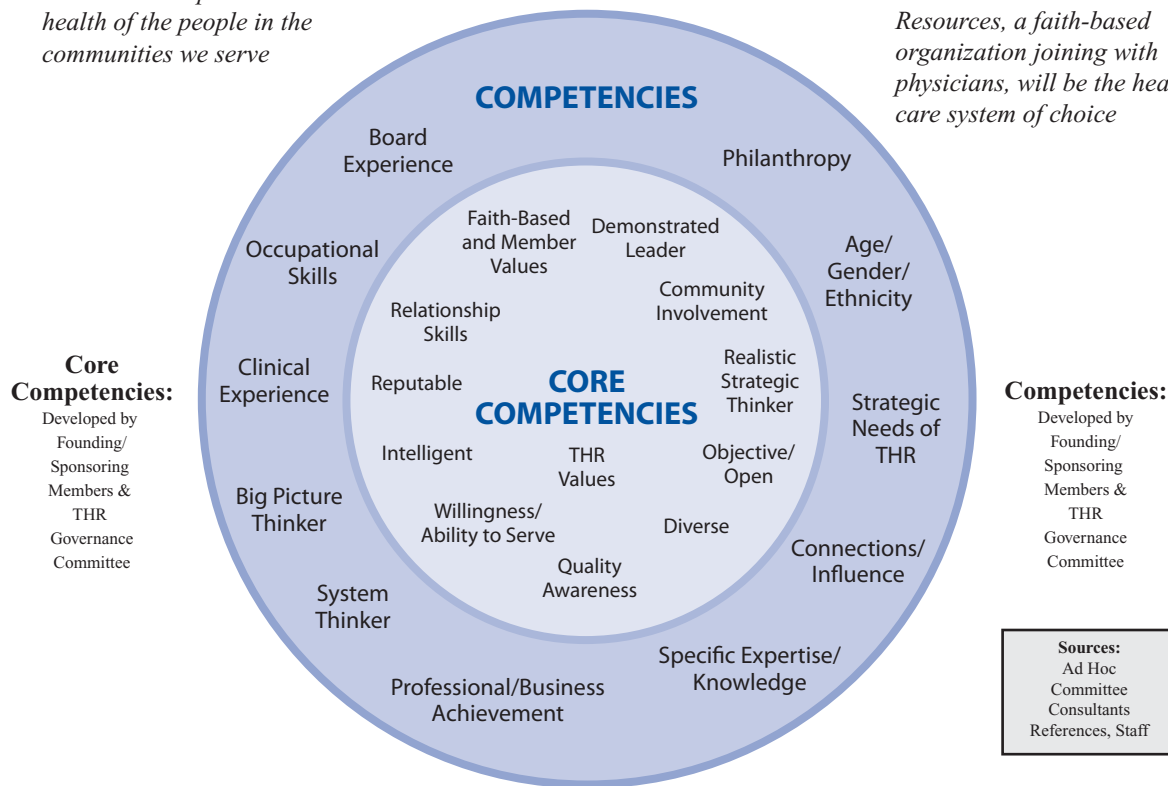 health of the people in the
communities we serve
Resources, a faith-based
organization joining with
physicians, will be the
care system of choice
COMPETENCIES
Board
Experience
Philanthropy
Occupational
Skills
Age/
Gender/
Ethnicity
Clinical
Experience
Strategic
Needs of
THR
Big Picture
Thinker
Connections/
Influence
System
Thinker
Specific Expertise/
Knowledge
Professional/Business
Achievement
Faith-Based
and Member
Values
Demonstrated
Leader
Relationship
Skills
Community
Involvement
Reputable
CORE
COMPETENCIES
Realistic
Strategic
Thinker
Intelligent
THR
Values
Objective/
Open
Willingness/
Ability to Serve
Diverse
Quality
Awareness
Core
Competencies:
Developed by
Founding/
Sponsoring
Members &
THR
Governance
Committee
Competencies:
Developed by
Founding/
Sponsoring
Members &
THR
Governance
Committee
Sources:
Ad Hoc
Committee
Consultants
References, Staff